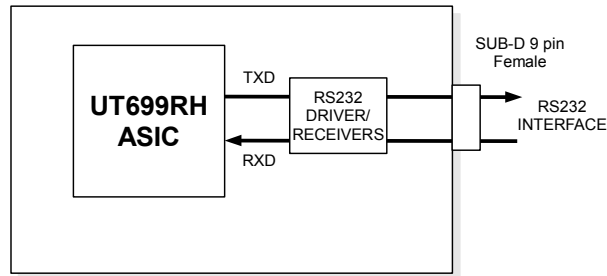 SUB-D 9 pin
Female
TXD
UT699RH
ASIC
RS232
DRIVER/
RECEIVERS
RS232
INTERFACE
RXD